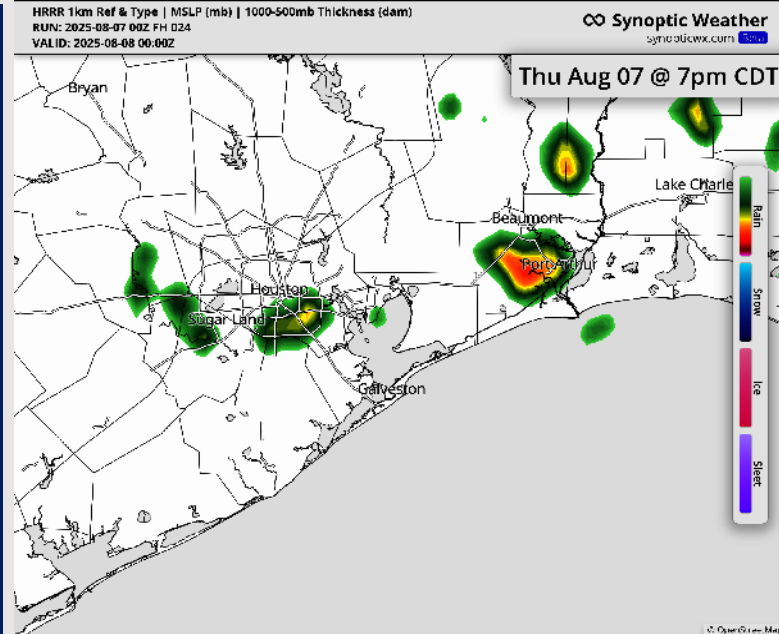 HRRR 1km Ref & Type | MSLP (mb) | 1000-500mb Thickness (dam)
RUN: 2025-08-07 00Z FH 024
VALID: 2025-08-08 00:00Z
Synoptic Weather
synopticwx.com Beta
Thu Aug 07 @ 7pm CDT
Bryan
Lake Charle
Beaumont
Port Arthur
Houston
Sugar Land
Galveston
Rain
Snow
Ice
Sleet
© OpenStreetMa